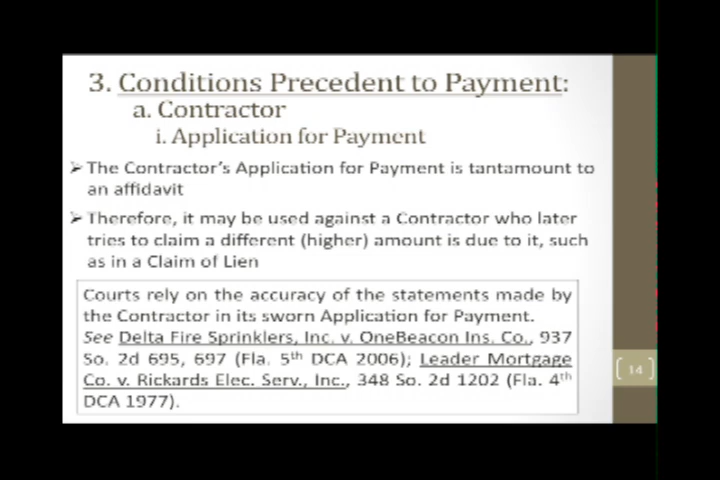 3. Conditions Precedent to Payment:
a. Contractor
i. Application for Payment
➢ The Contractor's Application for Payment is tantamount to
an affidavit
➢ Therefore, it may be used against a Contractor who later
tries to claim a different (higher) amount is due to it, such
as in a Claim of Lien
Courts rely on the accuracy of the statements made by
the Contractor in its sworn Application for Payment.
See Delta Fire Sprinklers, Inc. v. OneBeacon Ins. Co., 937
So. 2d 695, 697 (Fla. 5th DCA 2006); Leader Mortgage
Co. v. Rickards Elec. Serv., Inc., 348 So. 2d 1202 (Fla. 4th
DCA 1977).
[ 14 ]